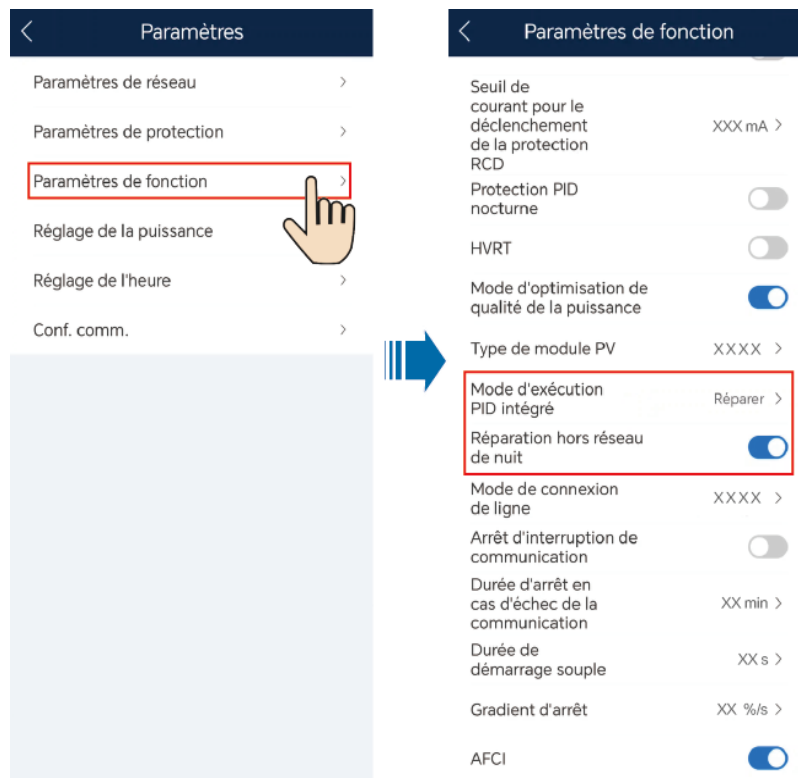 Paramètres
Paramètres de réseau
Paramètres de protection
Paramètres de fonction
Réglage de la puissance
Réglage de l'heure
Conf. comm.
Paramètres de fonction
Seuil de
courant pour le
déclenchement
de la protection
RCD
XXX mA
Protection PID
nocturne
HVRT
Mode d'optimisation de
qualité de la puissance
Type de module PV
XXXX
Mode d'exécution
PID intégré
Réparer
Réparation hors réseau
de nuit
Mode de connexion
de ligne
XXXX
Arrêt d'interruption de
communication
Durée d'arrêt en
cas d'échec de la
communication
XX min
Durée de
démarrage souple
XX s
Gradient d'arrêt
XX %/s
AFCI